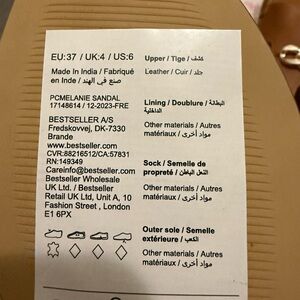 EU:37 / UK:4 / US:6
Made In India / Fabriqué
en Inde / صنع في الهند
PCMELANIE SANDAL
17148614 / 12-2023-FRE
BESTSELLER A/S
Fredskovvej, DK-7330
Brande
www.bestseller.com
CVR:88216512/CA:57831
RN:149349
Careinfo@bestseller.com
Bestseller Wholesale
UK Ltd. / Bestseller
Retail UK Ltd, Unit A, 10
Fashion Street , London
E1 6PX
Upper / Tige / كشف
Leather / Cuir / جلد
Lining / Doublure / البطانة /
الداخلية
Other materials / Autres
matériaux / مواد أخرى
Sock / Semelle de
propreté / النعل الباطن
Other materials / Autres
matériaux / مواد أخرى
Outer sole / Semelle
extérieure / الكعب
Other materials / Autres
matériaux / مواد أخرى